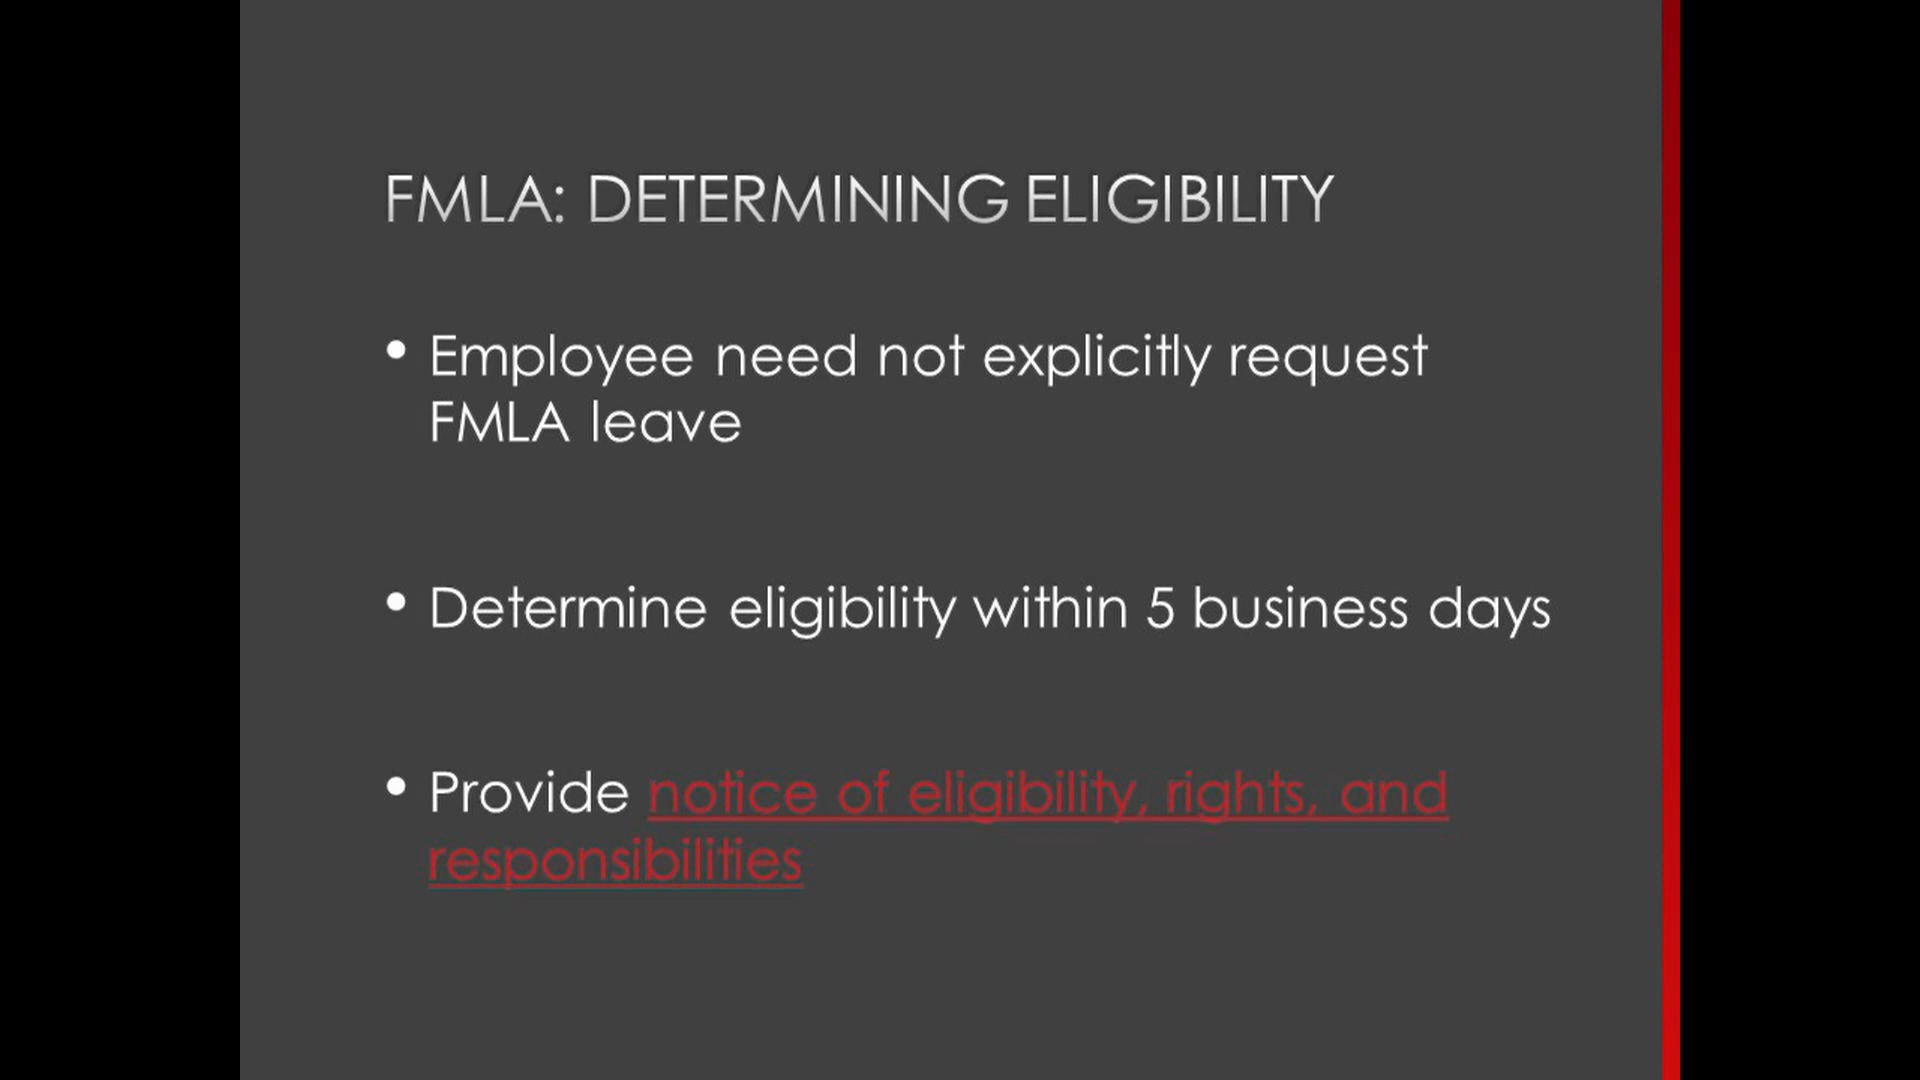 FMLA: DETERMINING ELIGIBILITY
• Employee need not explicitly request
FMLA leave
• Determine eligibility within 5 business days
• Provide notice of eligibility, rights, and
responsibilities